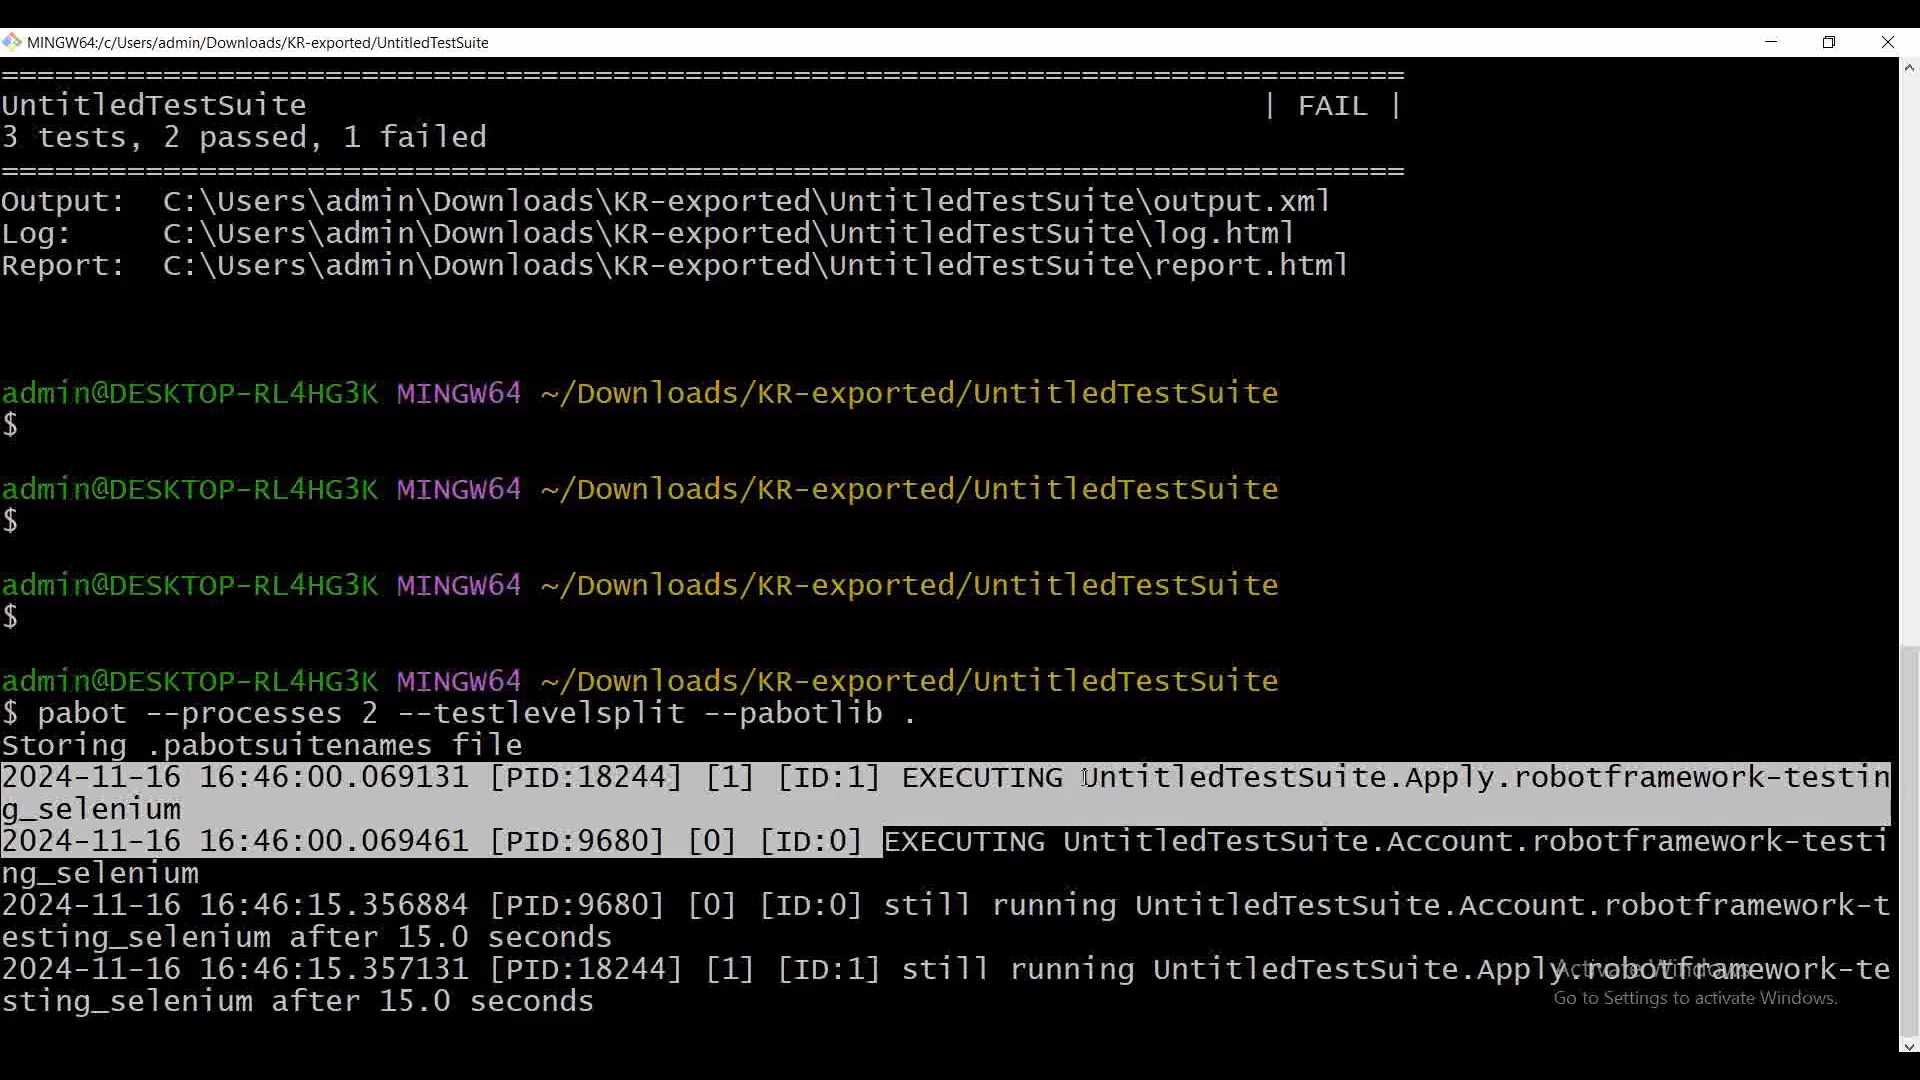 MINGW64:/c/Users/admin/Downloads/KR-exported/UntitledTestSuite
==============================================================================
UntitledTestSuite | FAIL |
3 tests, 2 passed, 1 failed
==============================================================================
Output:  C:\Users\admin\Downloads\KR-exported\UntitledTestSuite\output.xml
Log:     C:\Users\admin\Downloads\KR-exported\UntitledTestSuite\log.html
Report:  C:\Users\admin\Downloads\KR-exported\UntitledTestSuite\report.html
admin@DESKTOP-RL4HG3K MINGW64 ~/Downloads/KR-exported/UntitledTestSuite
$
admin@DESKTOP-RL4HG3K MINGW64 ~/Downloads/KR-exported/UntitledTestSuite
$
admin@DESKTOP-RL4HG3K MINGW64 ~/Downloads/KR-exported/UntitledTestSuite
$
admin@DESKTOP-RL4HG3K MINGW64 ~/Downloads/KR-exported/UntitledTestSuite
$ pabot --processes 2 --testlevelsplit --pabotlib .
Storing .pabotsuitenames file
2024-11-16 16:46:00.069131 [PID:18244] [1] [ID:1] EXECUTING UntitledTestSuite.Apply.robotframework-testin
g_selenium
2024-11-16 16:46:00.069461 [PID:9680] [0] [ID:0] EXECUTING UntitledTestSuite.Account.robotframework-testi
ng_selenium
2024-11-16 16:46:15.356884 [PID:9680] [0] [ID:0] still running UntitledTestSuite.Account.robotframework-t
esting_selenium after 15.0 seconds
2024-11-16 16:46:15.357131 [PID:18244] [1] [ID:1] still running UntitledTestSuite.Apply.robotframework-te
sting_selenium after 15.0 seconds
Activate Windows
Go to Settings to activate Windows.